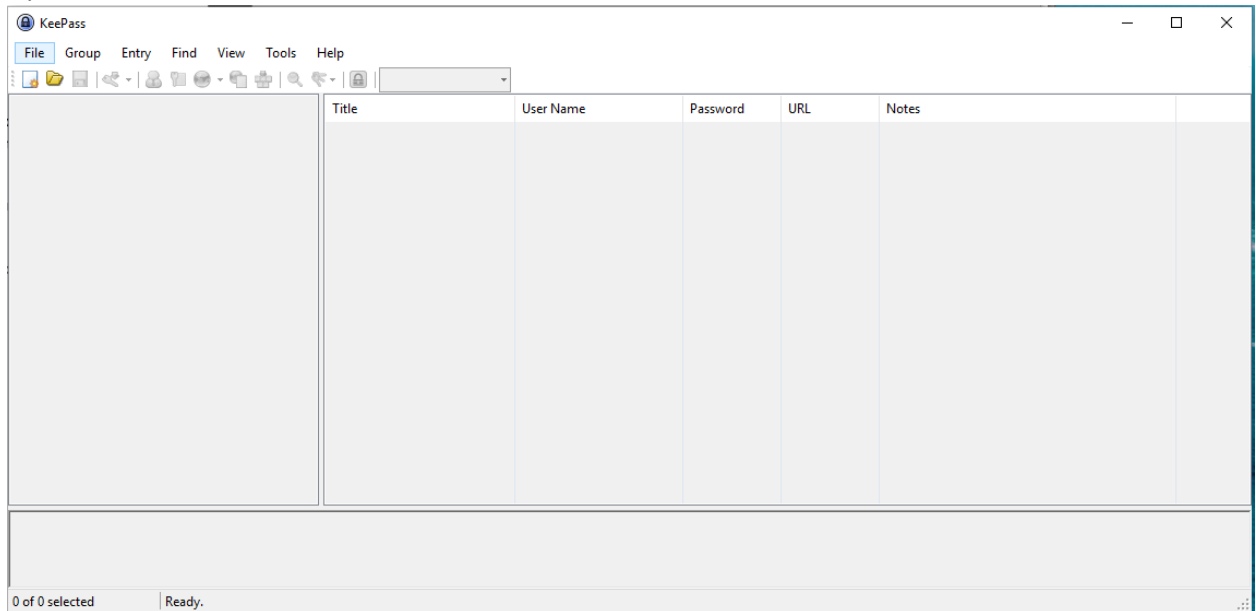 KeePass
File Group Entry Find View Tools Help
Title User Name Password URL Notes
0 of 0 selected Ready.